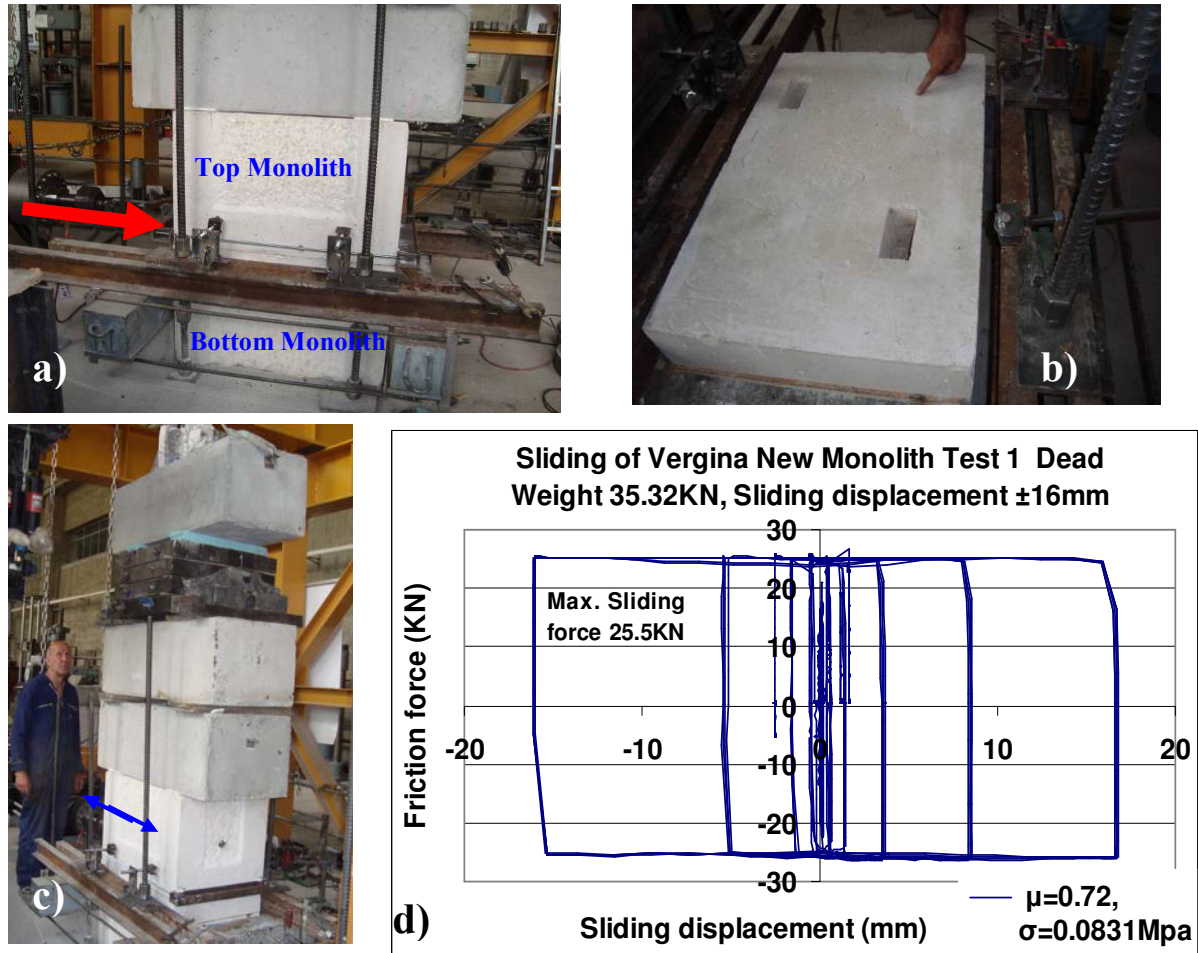 Top Monolith
Bottom Monolith
a)
b)
c)
Sliding of Vergina New Monolith Test 1 Dead
Weight 35.32KN, Sliding displacement ±16mm
Friction force (KN)
30
20
10
0
-10
-20
-30
Max. Sliding
force 25.5KN
-20 -10 0 10 20
Sliding displacement (mm)
μ=0.72,
σ=0.0831Mpa
d)